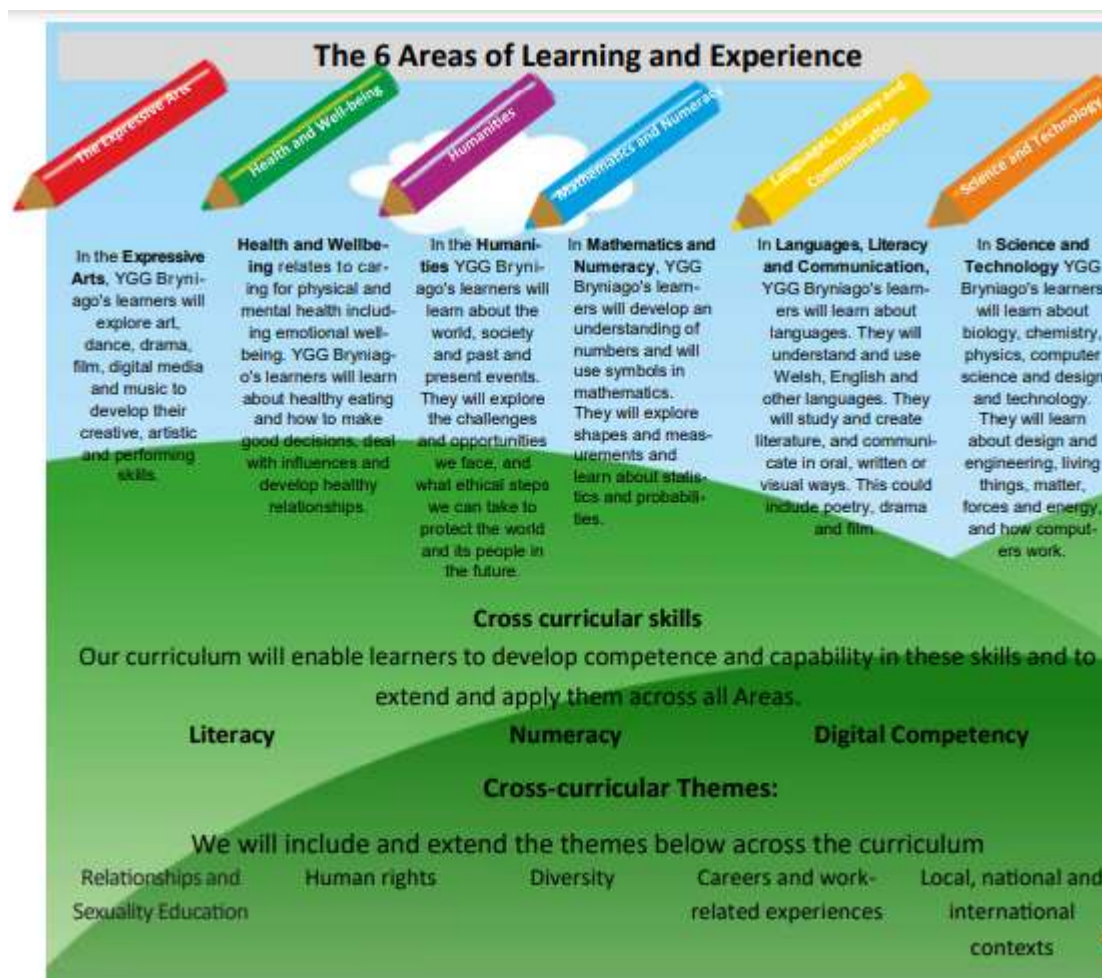 The 6 Areas of Learning and Experience
The Expressive Arts
Health and Well-being
Humanities
Mathematics and Numeracy
Languages, Literacy and
Communication
Science and Technology
In the Expressive
Arts, YGG Bryni-
ago's learners will
explore art,
dance, drama,
film, digital media
and music to
develop their
creative, artistic
and performing
skills.
Health and Wellbe-
ing relates to car-
ing for physical and
mental health includ-
ing emotional well-
being. YGG Bryniag-
o's learners will learn
about healthy eating
and how to make
good decisions, deal
with influences and
develop healthy
relationships.
In the Humani-
ties YGG Bryni-
ago's learners will
learn about the
world, society
and past and
present events.
They will explore
the challenges
and opportunities
we face, and
what ethical steps
we can take to
protect the world
and its people in
the future.
In Mathematics and
Numeracy, YGG
Bryniago's learn-
ers will develop an
understanding of
numbers and will
use symbols in
mathematics.
They will explore
shapes and meas-
urements and
learn about statis-
tics and probabili-
ties.
In Languages, Literacy
and Communication,
YGG Bryniago's learn-
ers will learn about
languages. They will
understand and use
Welsh, English and
other languages. They
will study and create
literature, and communi-
cate in oral, written or
visual ways. This could
include poetry, drama
and film.
In Science and
Technology YGG
Bryniago's learners
will learn about
biology, chemistry,
physics, computer
science and design
and technology.
They will learn
about design and
engineering, living
things, matter,
forces and energy,
and how comput-
ers work.
Cross curricular skills
Our curriculum will enable learners to develop competence and capability in these skills and to
extend and apply them across all Areas.
Literacy Numeracy Digital Competency
Cross-curricular Themes:
We will include and extend the themes below across the curriculum
Relationships and
Sexuality Education
Human rights
Diversity
Careers and work-
related experiences
Local, national and
international
contexts